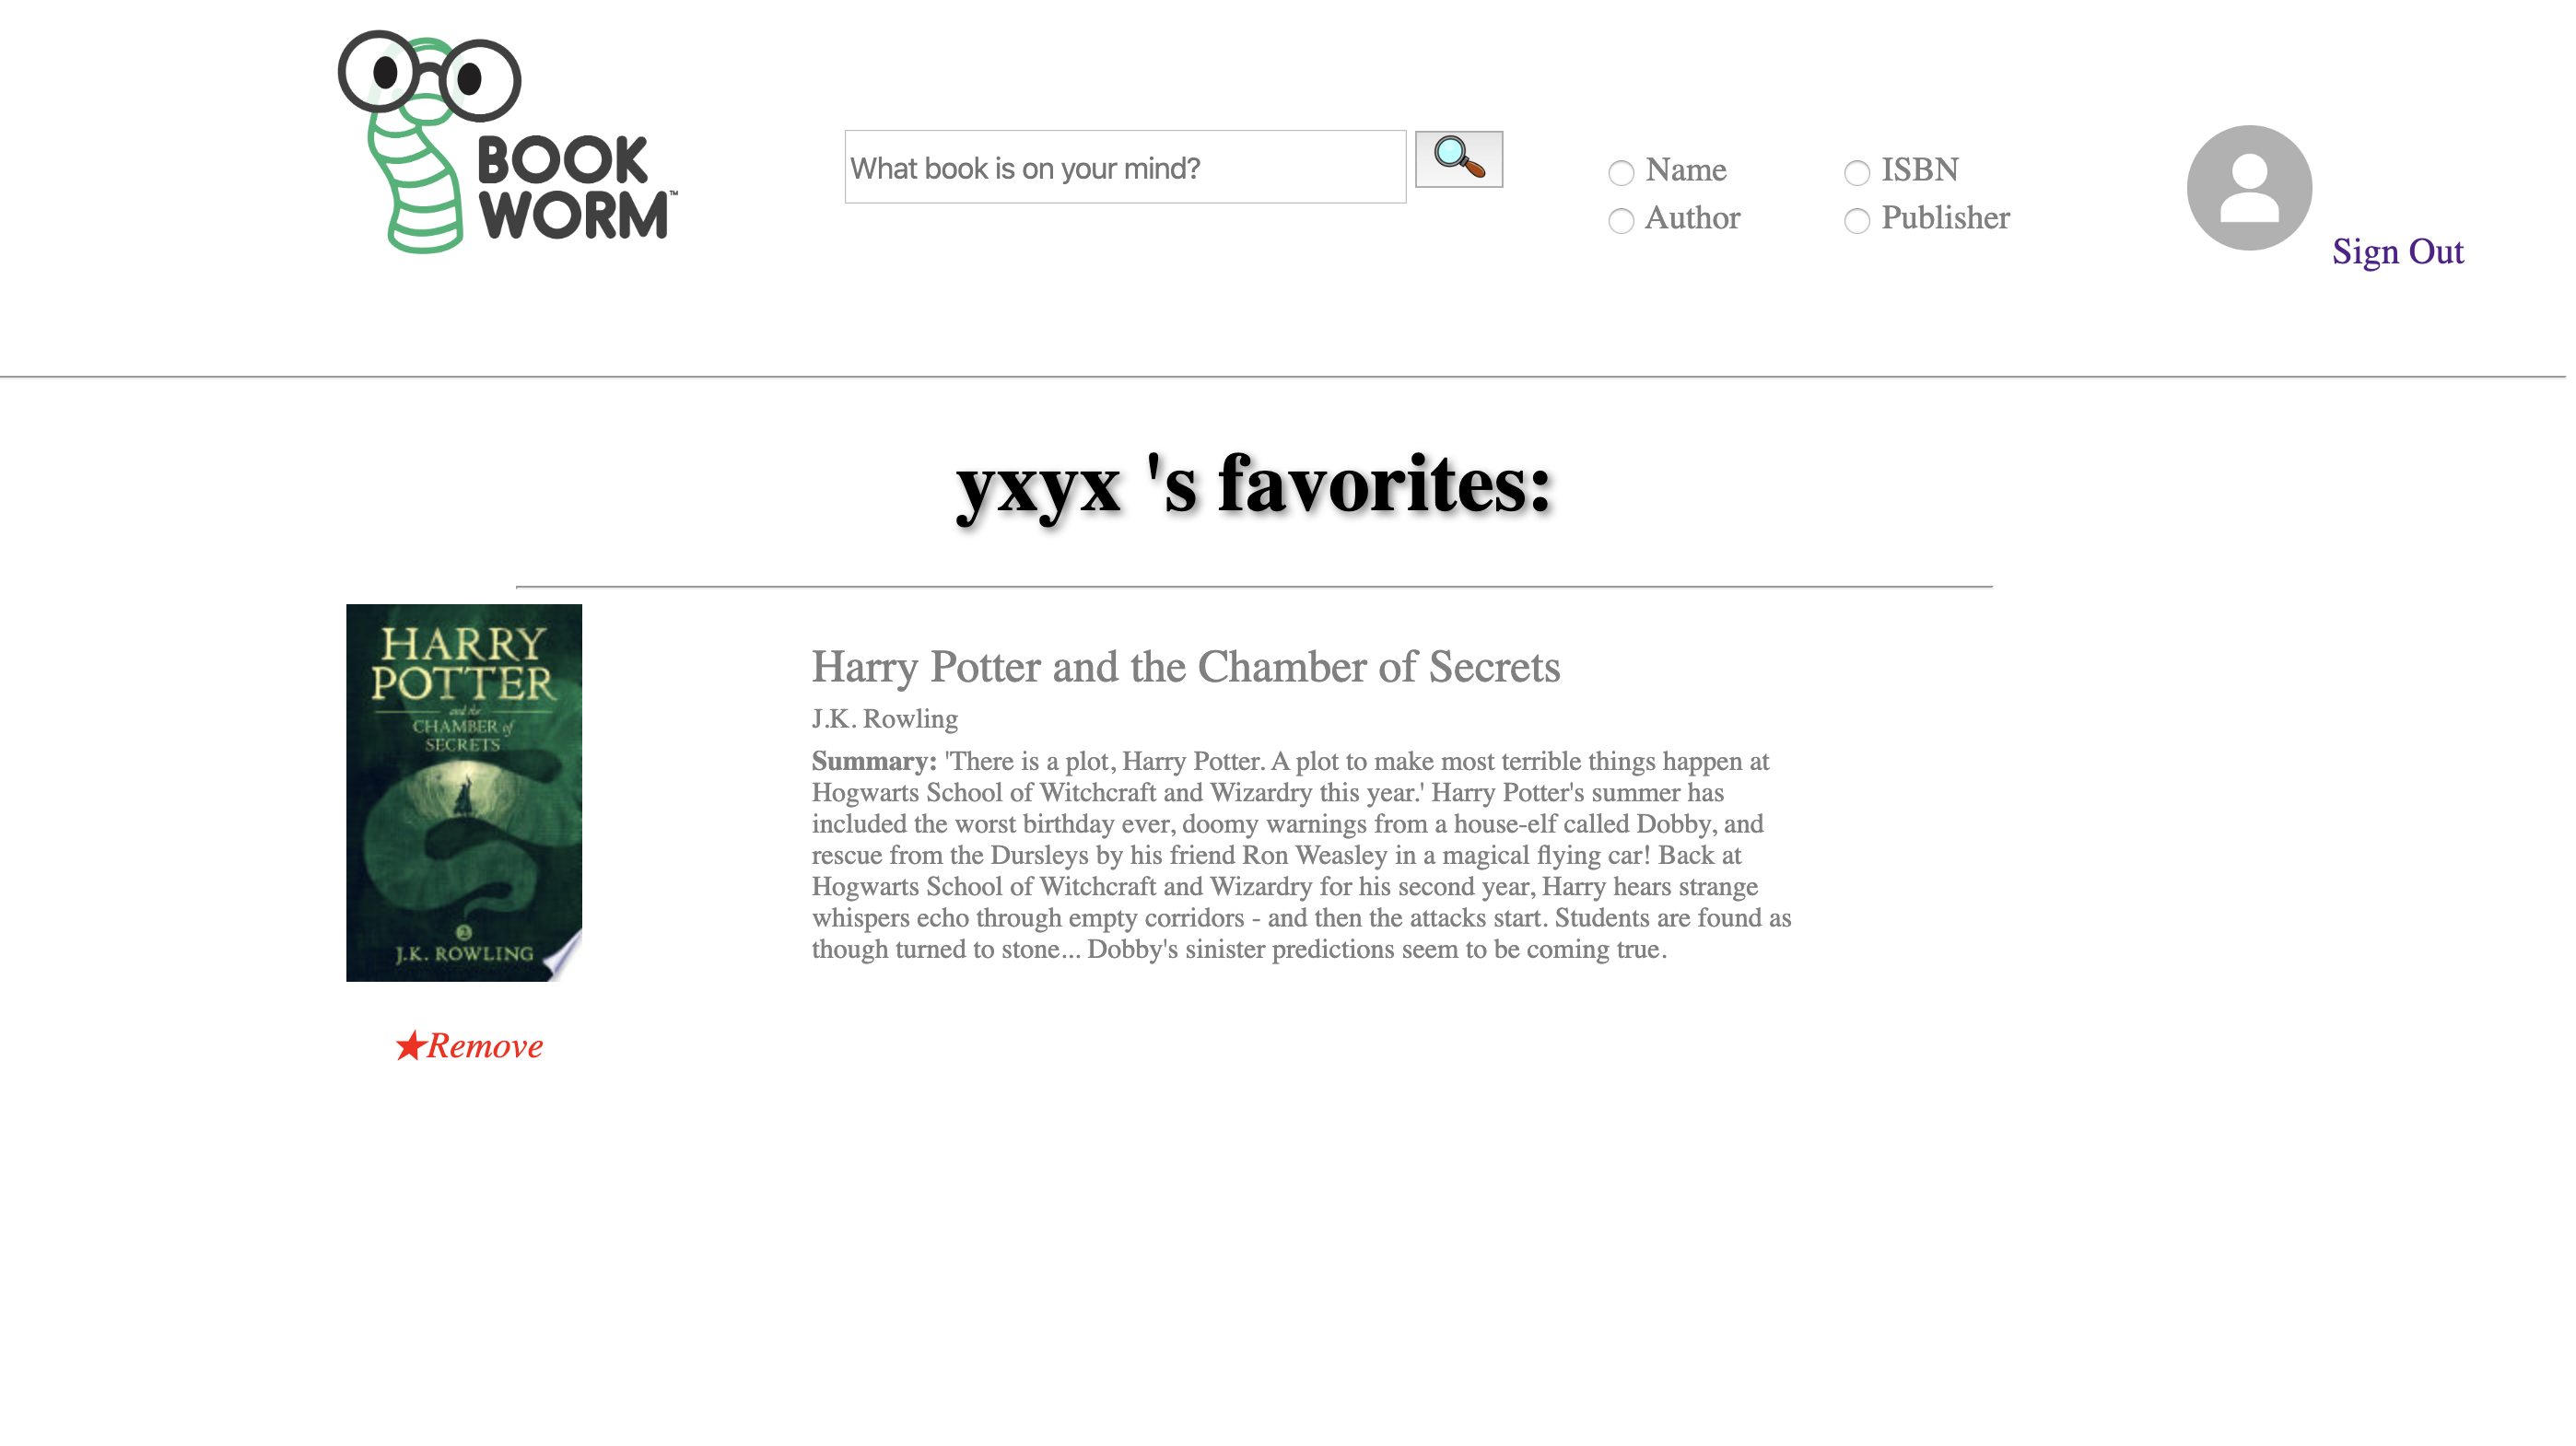 BOOK
WORM™
What book is on your mind?
Name
ISBN
Author
Publisher
Sign Out
yxyx 's favorites:
HARRY
POTTER
and the
CHAMBER of
SECRETS
2
J.K. ROWLING
Harry Potter and the Chamber of Secrets
J.K. Rowling
Summary: 'There is a plot, Harry Potter. A plot to make most terrible things happen at
Hogwarts School of Witchcraft and Wizardry this year.' Harry Potter's summer has
included the worst birthday ever, doomy warnings from a house-elf called Dobby, and
rescue from the Dursleys by his friend Ron Weasley in a magical flying car! Back at
Hogwarts School of Witchcraft and Wizardry for his second year, Harry hears strange
whispers echo through empty corridors - and then the attacks start. Students are found as
though turned to stone... Dobby's sinister predictions seem to be coming true.
★Remove